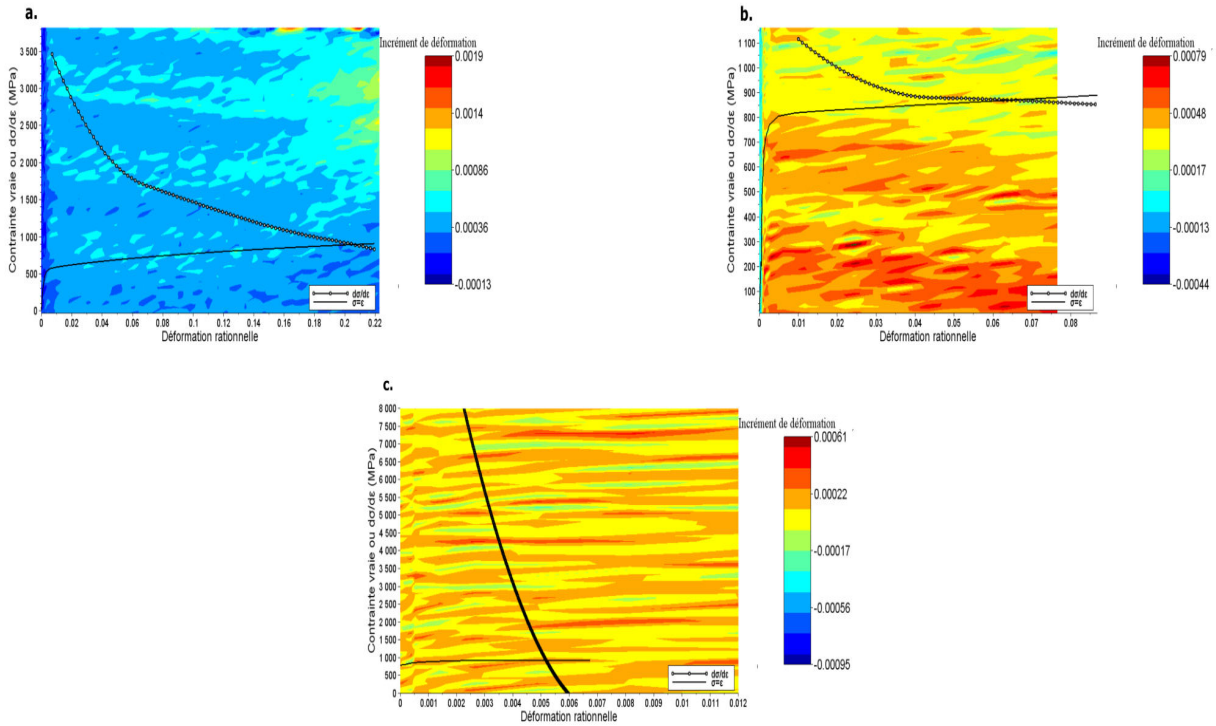 a.
Contrainte vraie ou dσ/dε (MPa)
3 500
3 000
2 500
2 000
1 500
1 000
500
0
0 0.02 0.04 0.06 0.08 0.10 0.12 0.14 0.16 0.18 0.2 0.22
Déformation rationnelle
dσ/dε
σ=ε
Incrément de déformation
0.0019
0.0014
0.00086
0.00036
-0.00013
b.
Contrainte vraie ou dσ/dε (MPa)
1 100
1 000
900
800
700
600
500
400
300
200
100
0 0.01 0.02 0.03 0.04 0.05 0.06 0.07 0.08
Déformation rationnelle
dσ/dε
σ=ε
Incrément de déformation
0.00079
0.00048
0.00017
-0.00013
-0.00044
c.
Contrainte vraie ou dσ/dε (MPa)
8 000
7 500
7 000
6 500
6 000
5 500
5 000
4 500
4 000
3 500
3 000
2 500
2 000
1 500
1 000
500
0
0 0.001 0.002 0.003 0.004 0.005 0.006 0.007 0.008 0.009 0.01 0.011 0.012
Déformation rationnelle
dσ/dε
σ=ε
Incrément de déformation
0.00061
0.00022
-0.00017
-0.00056
-0.00095